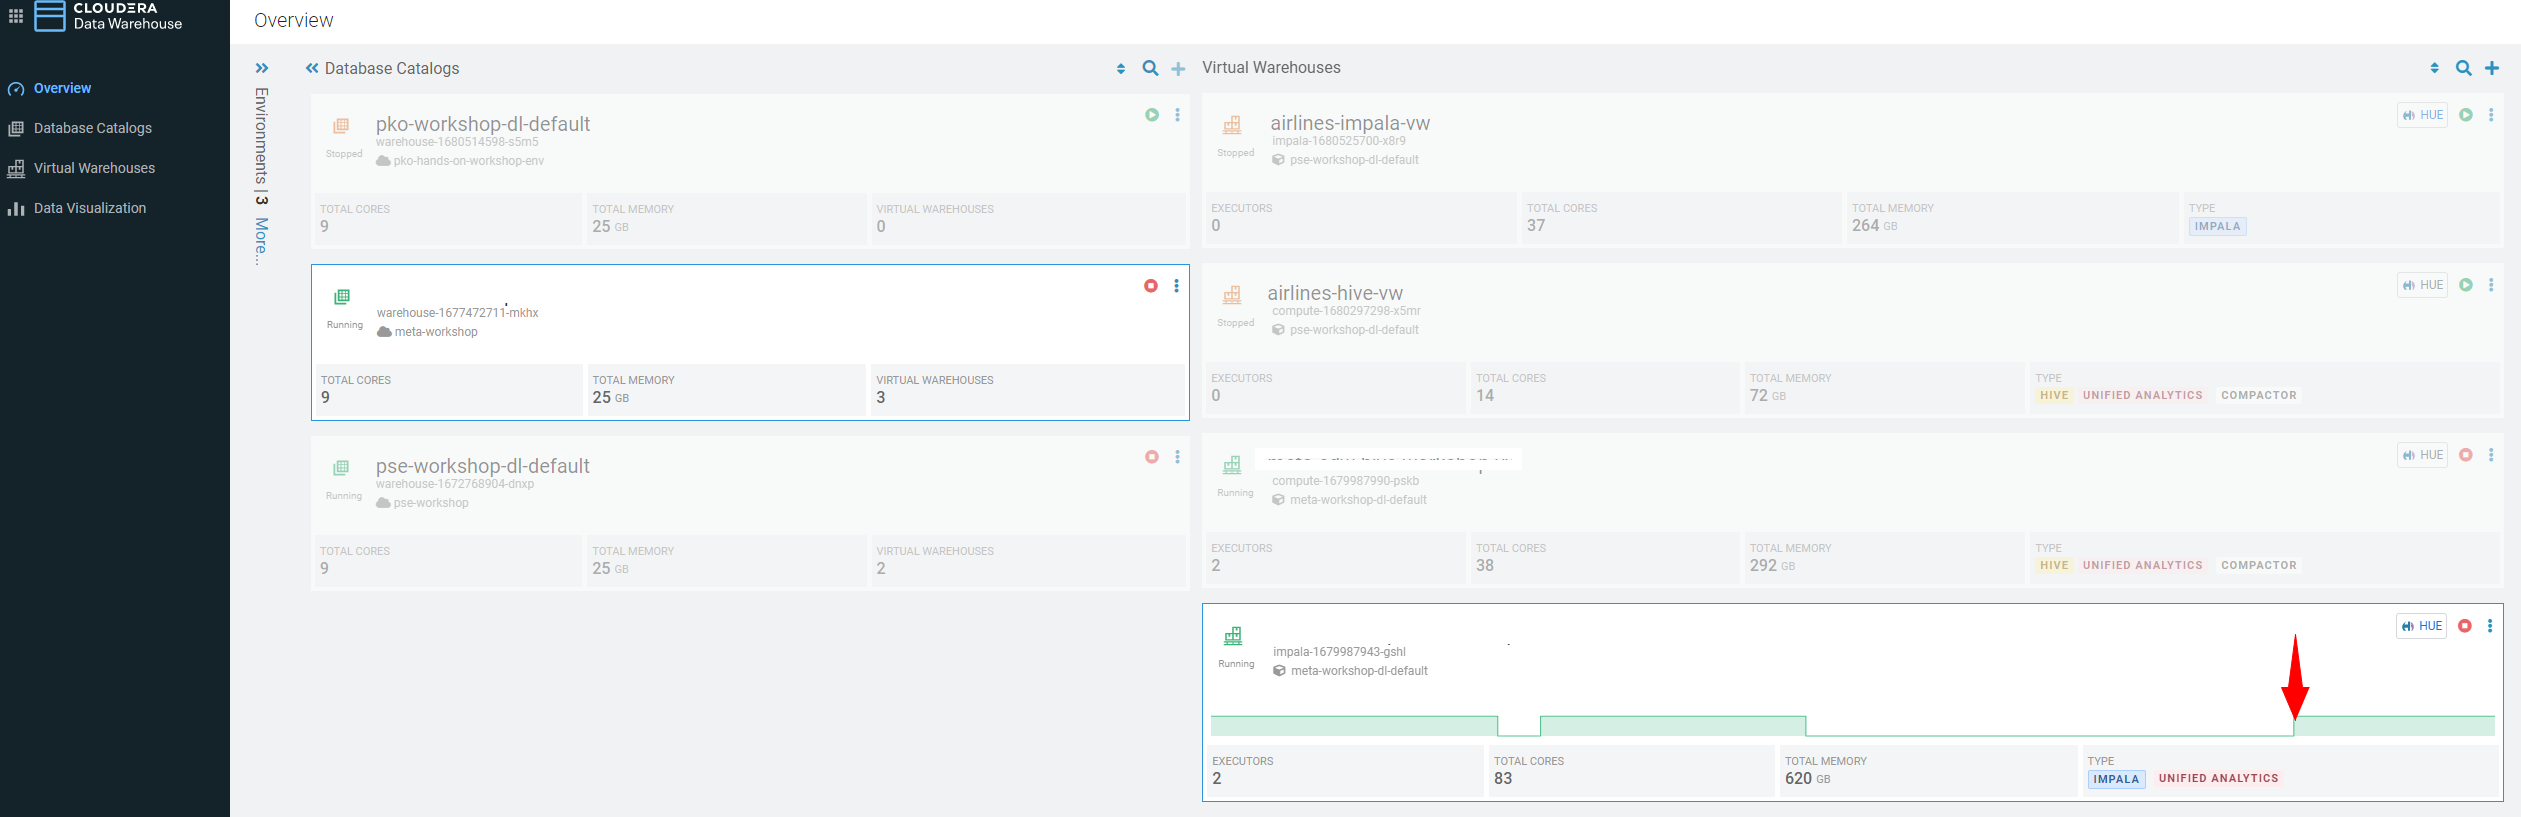 CLOUDERA
Data Warehouse
Overview
Database Catalogs
Virtual Warehouses
Data Visualization
Overview
Environments | 3 More...
Database Catalogs
pko-workshop-dl-default
warehouse-1680514598-s5m5
Stopped
pko-hands-on-workshop-env
TOTAL CORES
9
TOTAL MEMORY
25 GB
VIRTUAL WAREHOUSES
0
warehouse-1677472711-mkhx
Running
meta-workshop
TOTAL CORES
9
TOTAL MEMORY
25 GB
VIRTUAL WAREHOUSES
3
pse-workshop-dl-default
warehouse-1672768904-dnxp
Running
pse-workshop
TOTAL CORES
9
TOTAL MEMORY
25 GB
VIRTUAL WAREHOUSES
2
Virtual Warehouses
airlines-impala-vw
HUE
impala-1680525700-x8r9
Stopped
pse-workshop-dl-default
EXECUTORS
0
TOTAL CORES
37
TOTAL MEMORY
264 GB
TYPE
IMPALA
airlines-hive-vw
HUE
compute-1680297298-x5mr
Stopped
pse-workshop-dl-default
EXECUTORS
0
TOTAL CORES
14
TOTAL MEMORY
72 GB
TYPE
HIVE UNIFIED ANALYTICS COMPACTOR
HUE
compute-1679987990-pskb
Running
meta-workshop-dl-default
EXECUTORS
2
TOTAL CORES
38
TOTAL MEMORY
292 GB
TYPE
HIVE UNIFIED ANALYTICS COMPACTOR
HUE
impala-1679987943-gshl
Running
meta-workshop-dl-default
EXECUTORS
2
TOTAL CORES
83
TOTAL MEMORY
620 GB
TYPE
IMPALA UNIFIED ANALYTICS